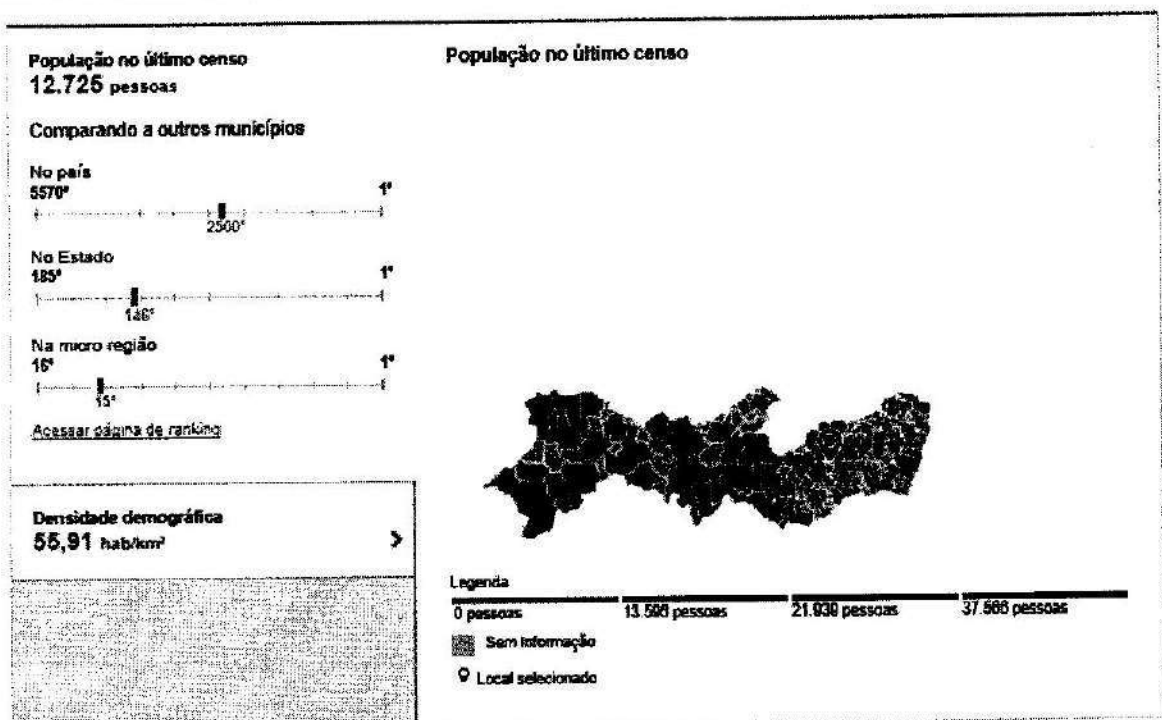 População no último censo
12.725 pessoas
Comparando a outros municípios
No país
5570º 1º
2500º
No Estado
185º 1º
146º
Na micro região
16º 1º
15º
Acessar página de ranking
Densidade demográfica
55,91 hab/km²
>
População no último censo
Legenda
0 pessoas 13.596 pessoas 21.939 pessoas 37.566 pessoas
Sem informação
Local selecionado